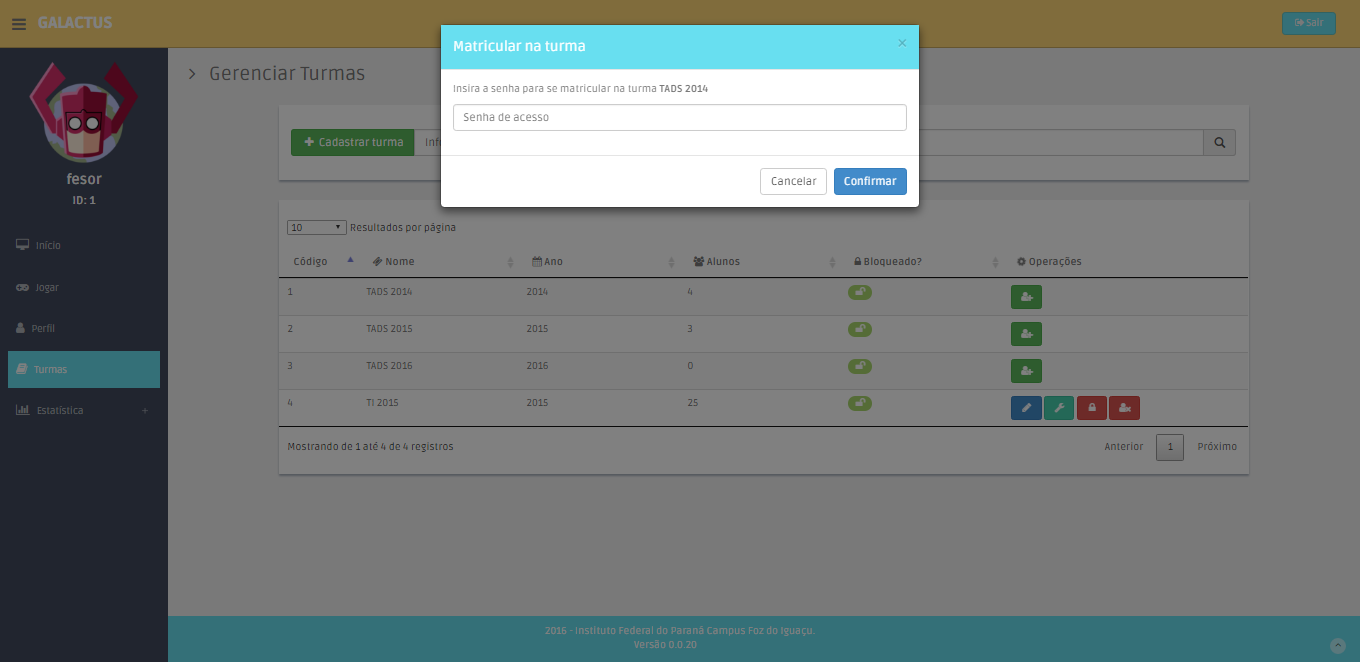 GALACTUS
Sair
Matricular na turma
×
Insira a senha para se matricular na turma TADS 2014
Senha de acesso
Cancelar
Confirmar
fesor
ID: 1
Início
Jogar
Perfil
Turmas
Estatística +
Gerenciar Turmas
Cadastrar turma
10 Resultados por página
Código Nome Ano Alunos Bloqueado? Operações
1 TADS 2014 2014 4
2 TADS 2015 2015 3
3 TADS 2016 2016 0
4 TI 2015 2015 25
Mostrando de 1 até 4 de 4 registros
Anterior 1 Próximo
2016 - Instituto Federal do Paraná Campus Foz do Iguaçu.
Versão 0.0.20